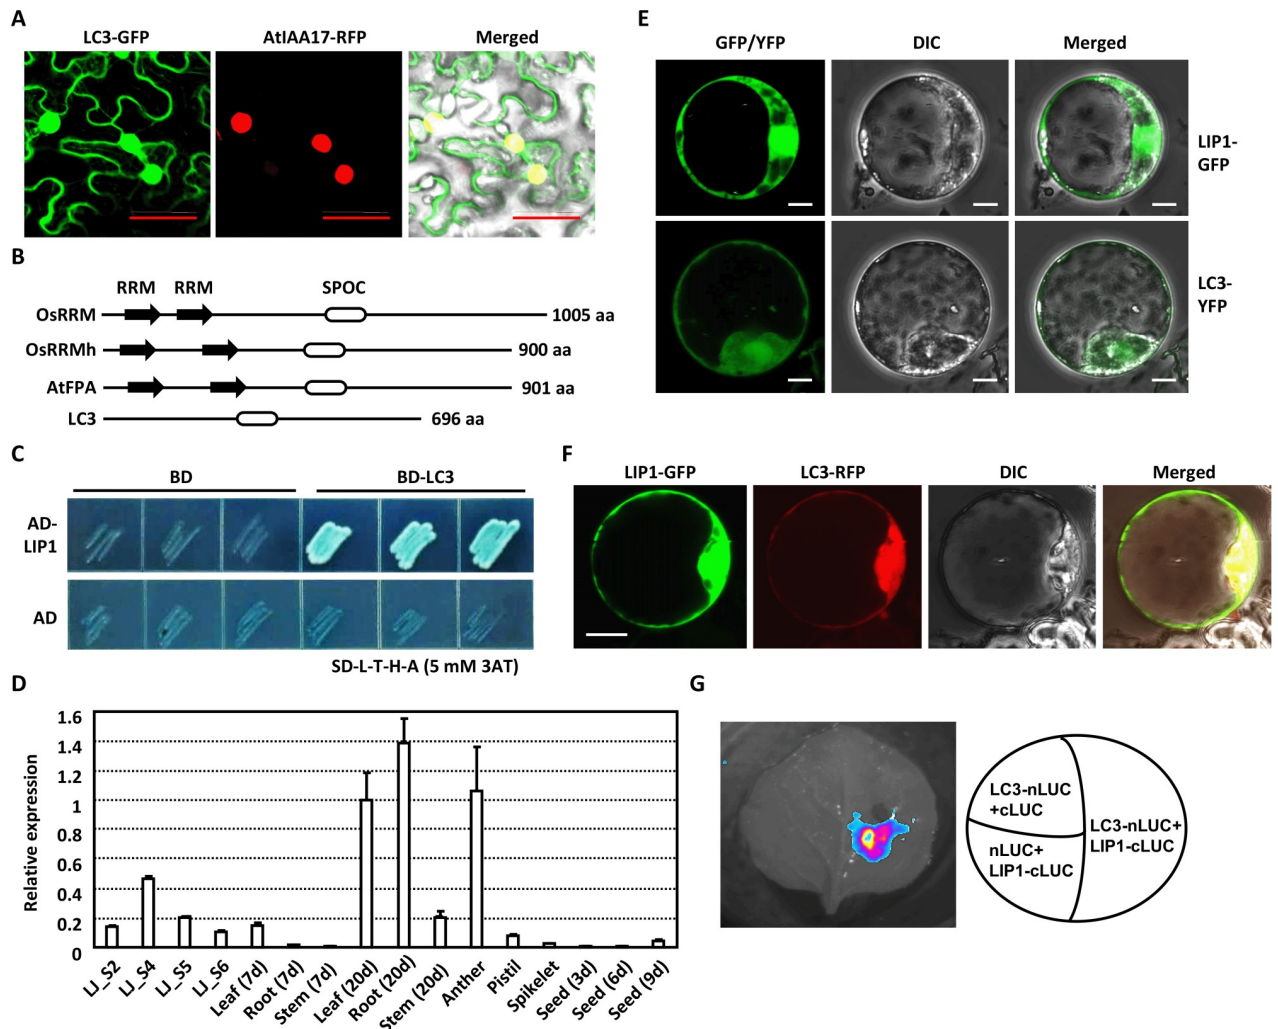 A
LC3-GFP
AtIAA17-RFP
Merged
B
RRM
RRM
SPOC
OsRRM
1005 aa
OsRRMh
900 aa
AtFPA
901 aa
LC3
696 aa
C
BD
BD-LC3
AD-
LIP1
AD
SD-L-T-H-A (5 mM 3AT)
D
Relative expression
1.6
1.4
1.2
1
0.8
0.6
0.4
0.2
0
LJ_S2
LJ_S4
LJ_S5
LJ_S6
Leaf (7d)
Root (7d)
Stem (7d)
Leaf (20d)
Root (20d)
Stem (20d)
Anther
Pistil
Spikelet
Seed (3d)
Seed (6d)
Seed (9d)
E
GFP/YFP
DIC
Merged
LIP1-
GFP
LC3-
YFP
F
LIP1-GFP
LC3-RFP
DIC
Merged
G
LC3-nLUC
+cLUC
nLUC+
LIP1-cLUC
LC3-nLUC+
LIP1-cLUC